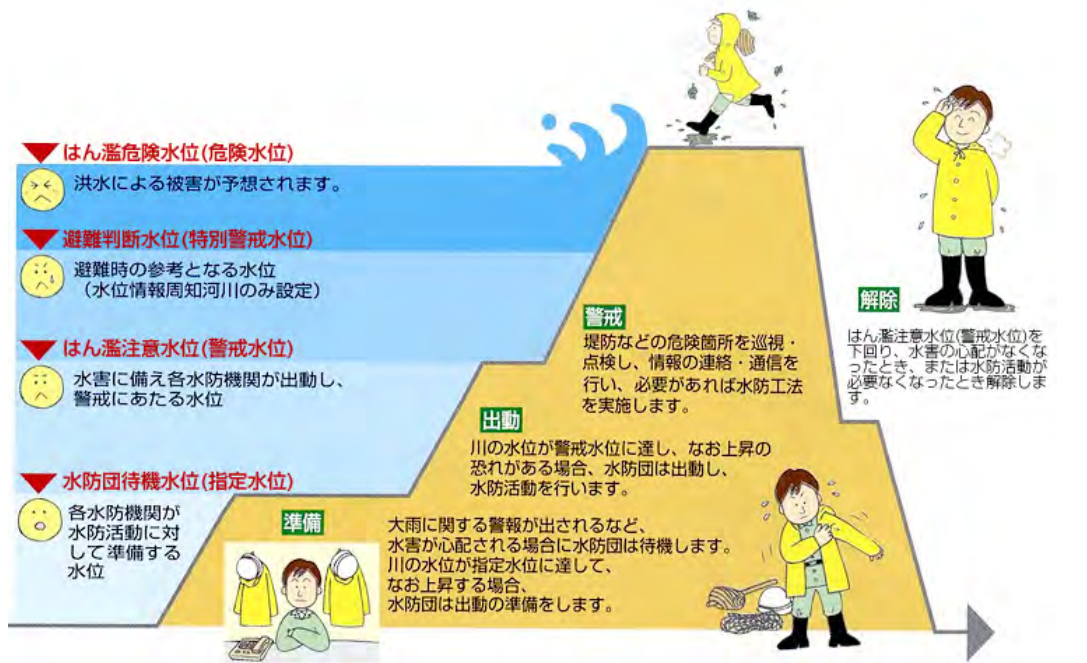 はん濫危険水位(危険水位)
洪水による被害が予想されます。
避難判断水位(特別警戒水位)
避難時の参考となる水位
(水位情報周知河川のみ設定)
はん濫注意水位(警戒水位)
水害に備え各水防機関が出動し、
警戒にあたる水位
水防団待機水位(指定水位)
各水防機関が
水防活動に対
して準備する
水位
準備
大雨に関する警報が出されるなど、
水害が心配される場合に水防団は待機します。
川の水位が指定水位に達して、
なお上昇する場合、
水防団は出動の準備をします。
出動
川の水位が警戒水位に達し、なお上昇の
恐れがある場合、水防団は出動し、
水防活動を行います。
警戒
堤防などの危険箇所を巡視・
点検し、情報の連絡・通信を
行い、必要があれば水防工法
を実施します。
解除
はん濫注意水位(警戒水位)を
下回り、水害の心配がなくな
ったとき、または水防活動が
必要なくなったとき解除しま
す。